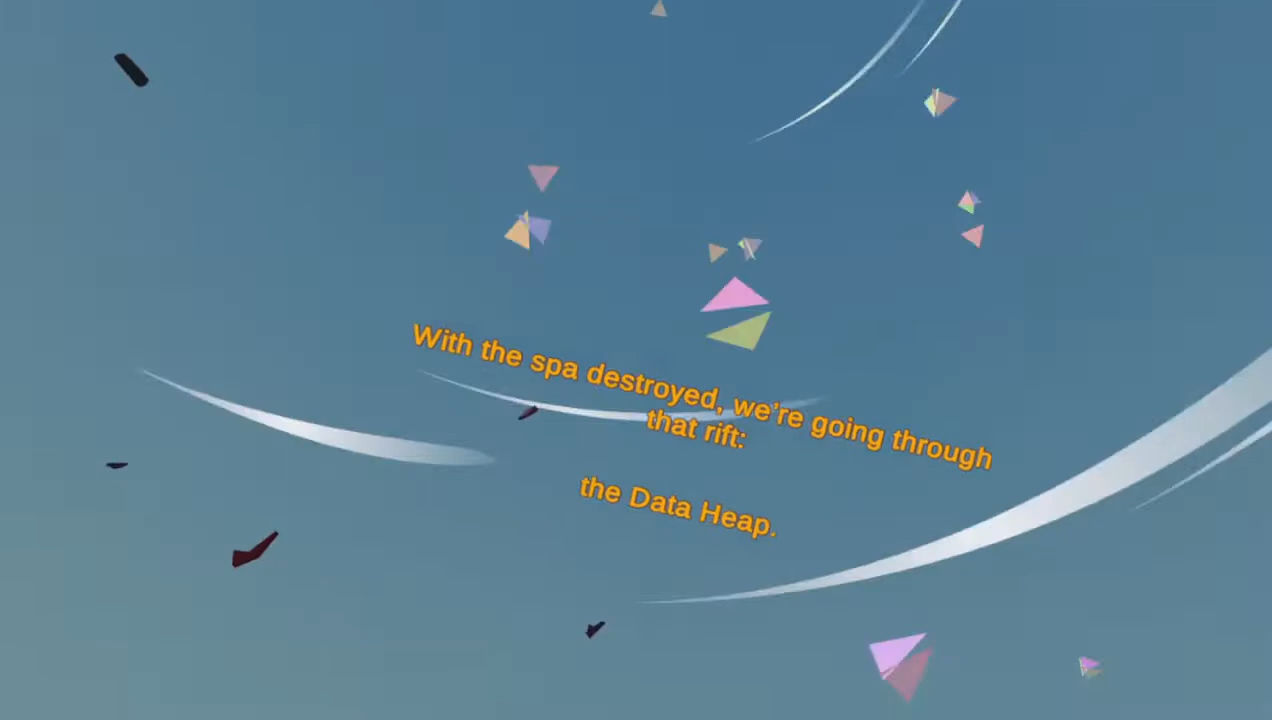 With the spa destroyed, we're going through
that rift:
the Data Heap.